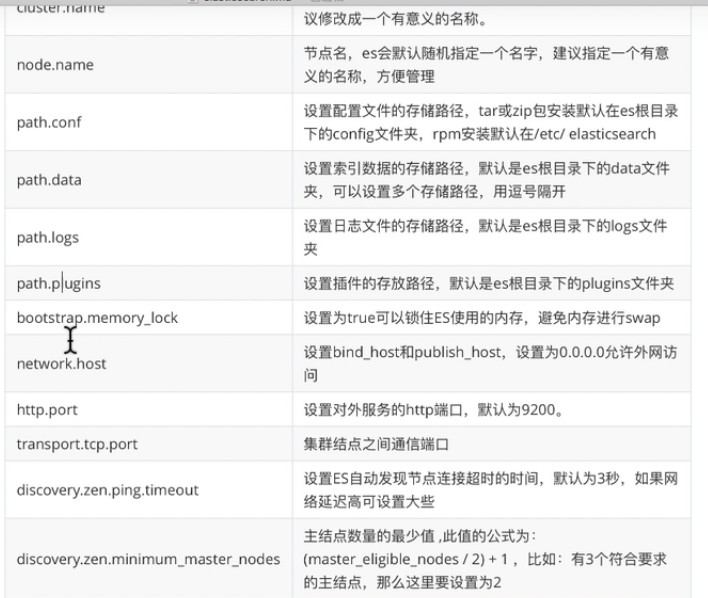 cluster.name
议修改成一个有意义的名称。
node.name
节点名，es会默认随机指定一个名字，建议指定一个有意
义的名称，方便管理
path.conf
设置配置文件的存储路径，tar或zip包安装默认在es根目录
下的config文件夹，rpm安装默认在/etc/ elasticsearch
path.data
设置索引数据的存储路径，默认是es根目录下的data文件
夹，可以设置多个存储路径，用逗号隔开
path.logs
设置日志文件的存储路径，默认是es根目录下的logs文件
夹
path.plugins
设置插件的存放路径，默认是es根目录下的plugins文件夹
bootstrap.memory_lock
设置为true可以锁住ES使用的内存，避免内存进行swap
network.host
设置bind_host和publish_host，设置为0.0.0.0允许外网访
问
http.port
设置对外服务的http端口，默认为9200。
transport.tcp.port
集群结点之间通信端口
discovery.zen.ping.timeout
设置ES自动发现节点连接超时的时间，默认为3秒，如果网
络延迟高可设置大些
discovery.zen.minimum_master_nodes
主结点数量的最少值 ,此值的公式为：
(master_eligible_nodes / 2) + 1 ，比如：有3个符合要求
的主结点，那么这里要设置为2